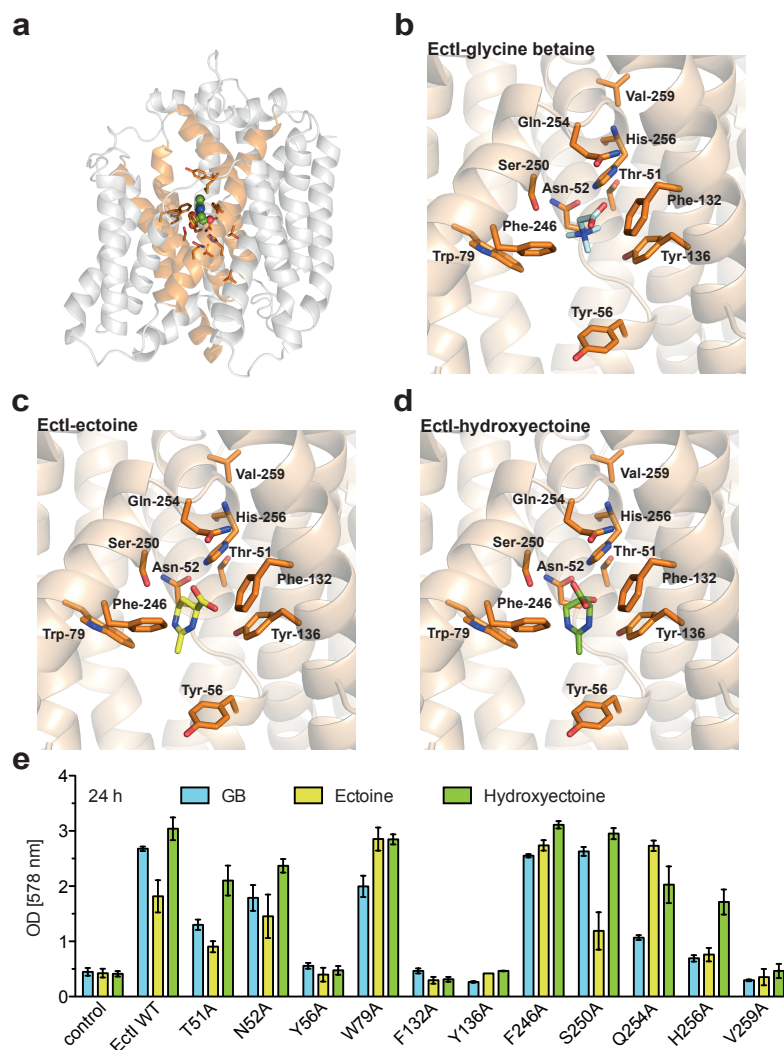 a
b
EctI-glycine betaine
Val-259
Gln-254
His-256
Ser-250
Thr-51
Asn-52
Phe-132
Phe-246
Trp-79
Tyr-136
Tyr-56
c
EctI-ectoine
Val-259
Gln-254
His-256
Ser-250
Thr-51
Asn-52
Phe-132
Phe-246
Trp-79
Tyr-136
Tyr-56
d
EctI-hydroxyectoine
Val-259
Gln-254
His-256
Ser-250
Thr-51
Asn-52
Phe-132
Phe-246
Trp-79
Tyr-136
Tyr-56
e
24 h GB Ectoine Hydroxyectoine
OD [578 nm]
4
3
2
1
0
control EctI WT T51A N52A Y56A W79A F132A Y136A F246A S250A Q254A H256A V259A